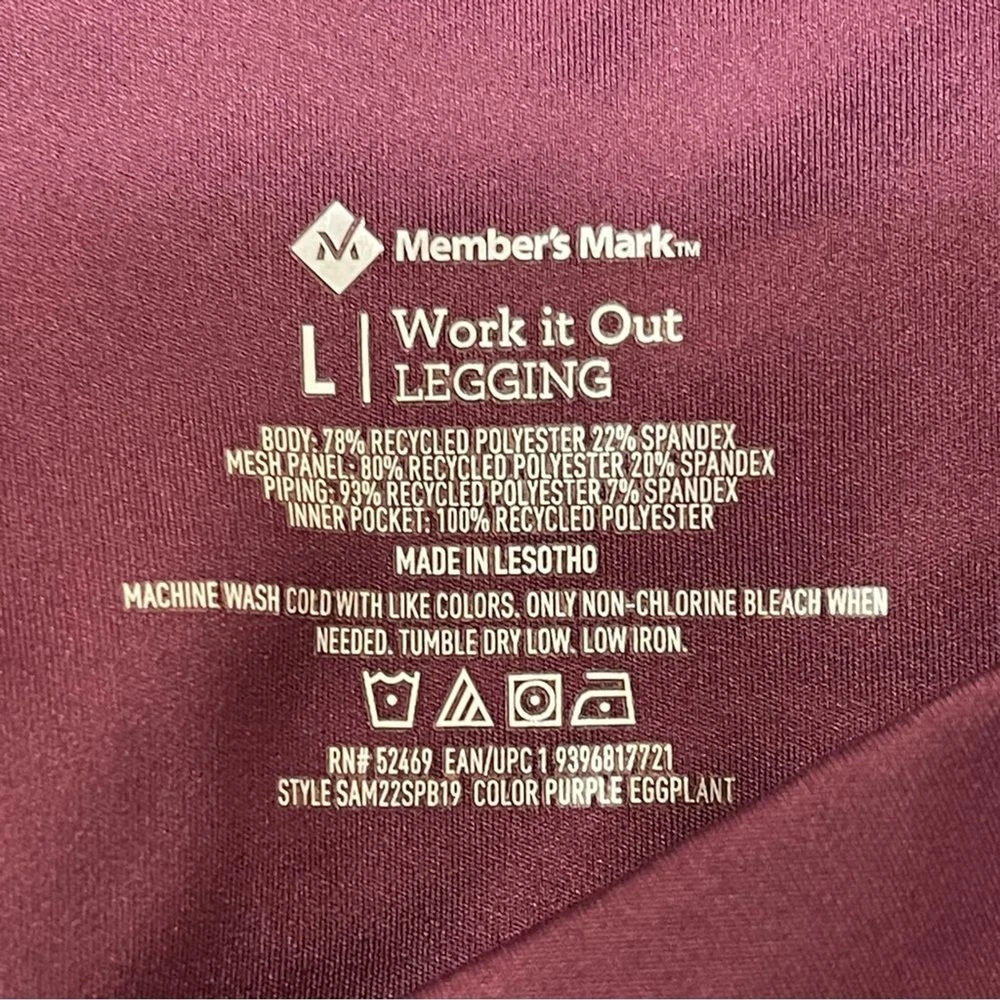 Member's Mark™
L
Work it Out
LEGGING
BODY: 78% RECYCLED POLYESTER 22% SPANDEX
MESH PANEL: 80% RECYCLED POLYESTER 20% SPANDEX
PIPING: 93% RECYCLED POLYESTER 7% SPANDEX
INNER POCKET: 100% RECYCLED POLYESTER
MADE IN LESOTHO
MACHINE WASH COLD WITH LIKE COLORS. ONLY NON-CHLORINE BLEACH WHEN
NEEDED. TUMBLE DRY LOW. LOW IRON.
RN# 52469 EAN/UPC 1 9396817721
STYLE SAM22SPB19 COLOR PURPLE EGGPLANT